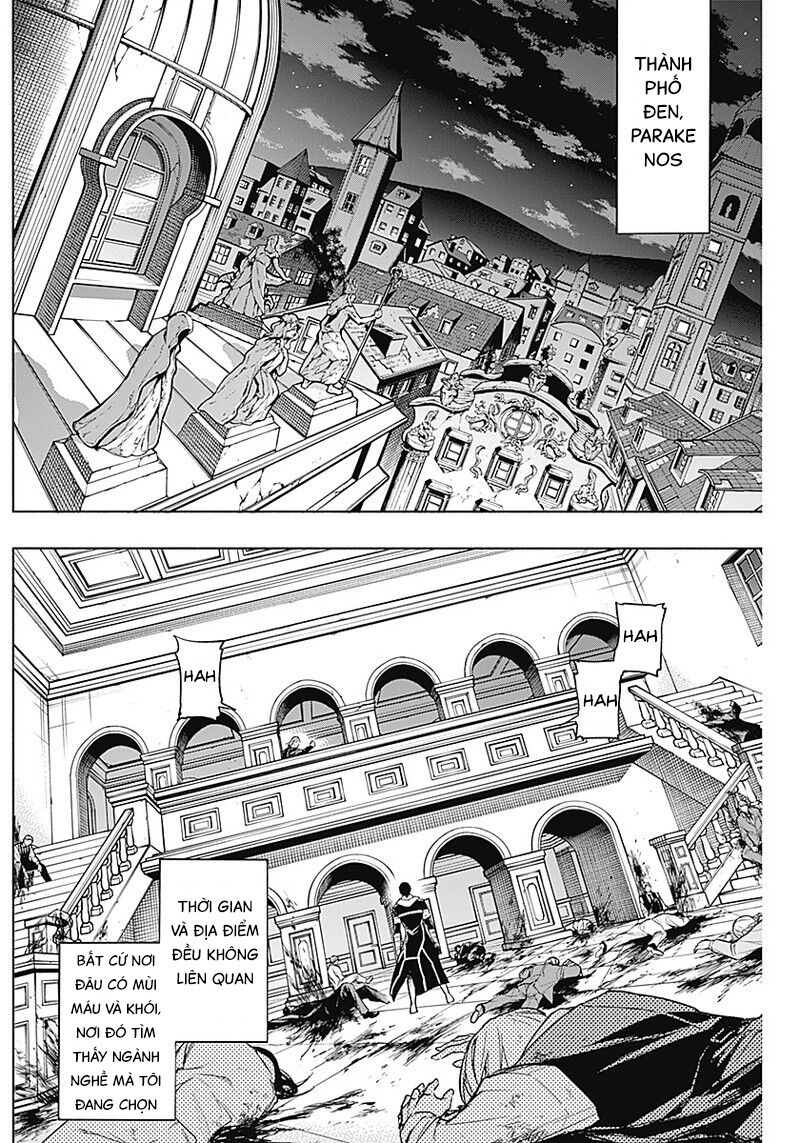 THÀNH
PHỐ
ĐEN,
PARAKE
NOS
HAH
HAH
HAH
THỜI GIAN
VÀ ĐỊA ĐIỂM
ĐỀU KHÔNG
LIÊN QUAN
BẤT CỨ NƠI
ĐÂU CÓ MÙI
MÁU VÀ KHÓI,
NƠI ĐÓ TÌM
THẤY NGÀNH
NGHỀ MÀ TÔI
ĐANG CHỌN